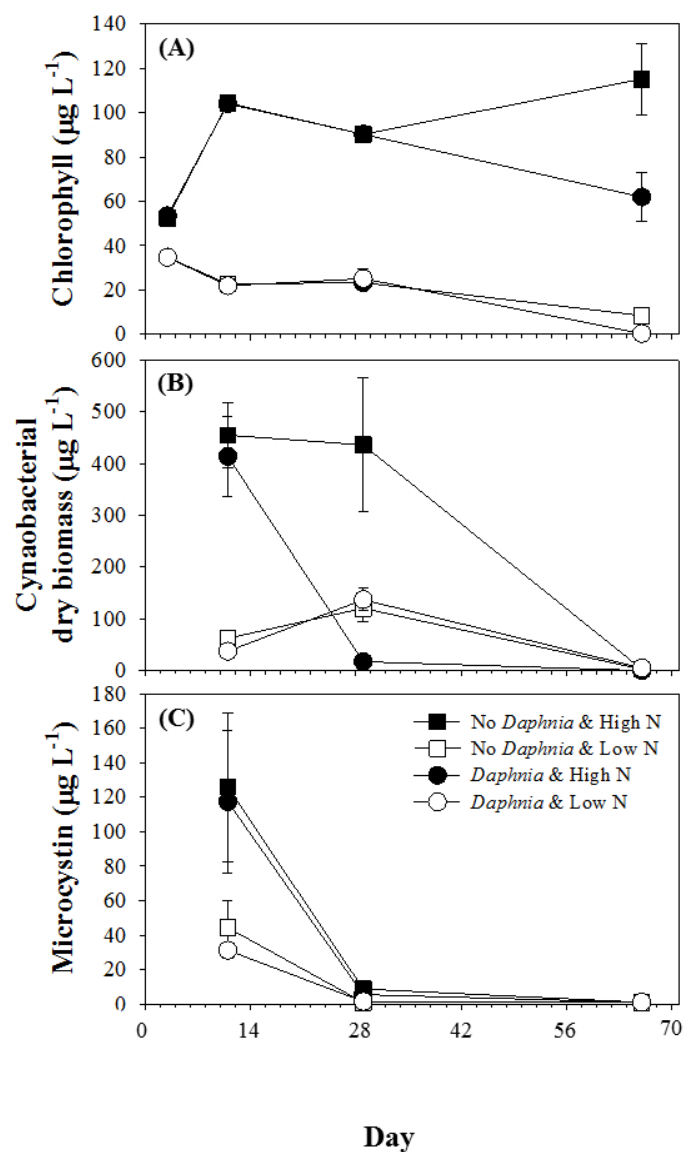 (A)
Chlorophyll (µg L-1)
140
120
100
80
60
40
20
0
(B)
Cynaobacterial
dry biomass (µg L-1)
600
500
400
300
200
100
0
(C)
Microcystin (µg L-1)
180
160
140
120
100
80
60
40
20
0
No Daphnia & High N
No Daphnia & Low N
Daphnia & High N
Daphnia & Low N
0 14 28 42 56 70
Day